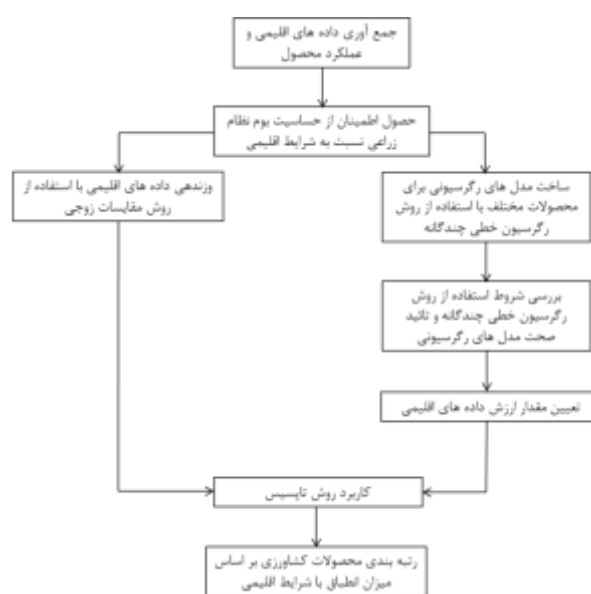 جمع آوری داده های اقلیمی و
عملکرد محصول
حصول اطمینان از حساسیت بوم نظام
زراعی نسبت به شرایط اقلیمی
ساخت مدل های رگرسیونی برای
محصولات مختلف با استفاده از روش
رگرسیون خطی چندگانه
وزندهی داده های اقلیمی با استفاده از
روش مقایسات زوجی
بررسی شروط استفاده از روش
رگرسیون خطی چندگانه و تائید
صحت مدل های رگرسیونی
تعیین مقدار ارزش داده های اقلیمی
کاربرد روش تاپسیس
رتبه بندی محصولات کشاورزی بر اساس
میزان انطباق با شرایط اقلیمی